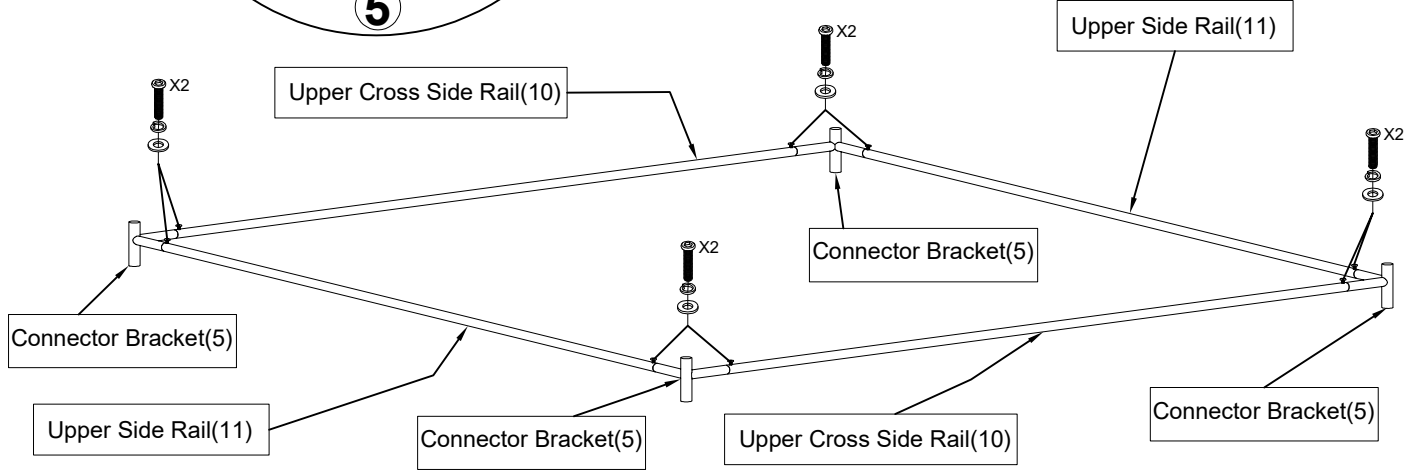 5
X2
Upper Side Rail(11)
Upper Cross Side Rail(10)
X2
X2
Connector Bracket(5)
X2
Connector Bracket(5)
Connector Bracket(5)
Upper Side Rail(11)
Connector Bracket(5)
Upper Cross Side Rail(10)